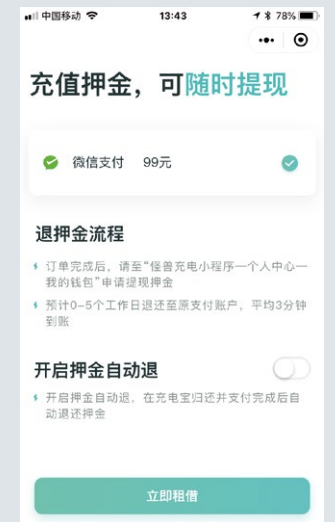 中国移动 13:43 78%
充值押金，可随时提现
微信支付 99元
退押金流程
订单完成后，请至“怪兽充电小程序—个人中心—
我的钱包”申请提现押金
预计0-5个工作日退还至原支付账户，平均3分钟
到账
开启押金自动退
开启押金自动退，在充电宝归还并支付完成后自
动退还押金
立即租借